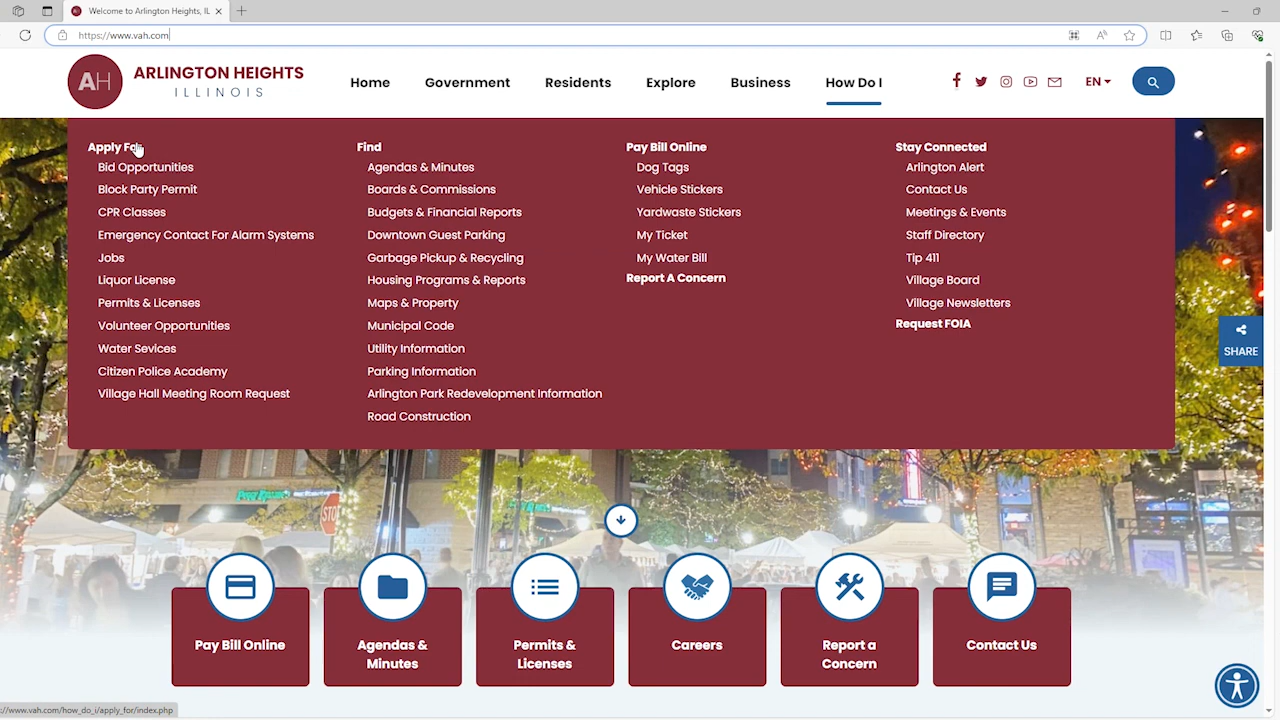 Welcome to Arlington Heights, IL
https://www.vah.com
AH
ARLINGTON HEIGHTS
ILLINOIS
Home
Government
Residents
Explore
Business
How Do I
EN
Apply For
Bid Opportunities
Block Party Permit
CPR Classes
Emergency Contact For Alarm Systems
Jobs
Liquor License
Permits & Licenses
Volunteer Opportunities
Water Sevices
Citizen Police Academy
Village Hall Meeting Room Request
Find
Agendas & Minutes
Boards & Commissions
Budgets & Financial Reports
Downtown Guest Parking
Garbage Pickup & Recycling
Housing Programs & Reports
Maps & Property
Municipal Code
Utility Information
Parking Information
Arlington Park Redevelopment Information
Road Construction
Pay Bill Online
Dog Tags
Vehicle Stickers
Yardwaste Stickers
My Ticket
My Water Bill
Report A Concern
Stay Connected
Arlington Alert
Contact Us
Meetings & Events
Staff Directory
Tip 411
Village Board
Village Newsletters
Request FOIA
SHARE
STOP
Pay Bill Online
Agendas &
Minutes
Permits &
Licenses
Careers
Report a
Concern
Contact Us
://www.vah.com/how_do_i/apply_for/index.php